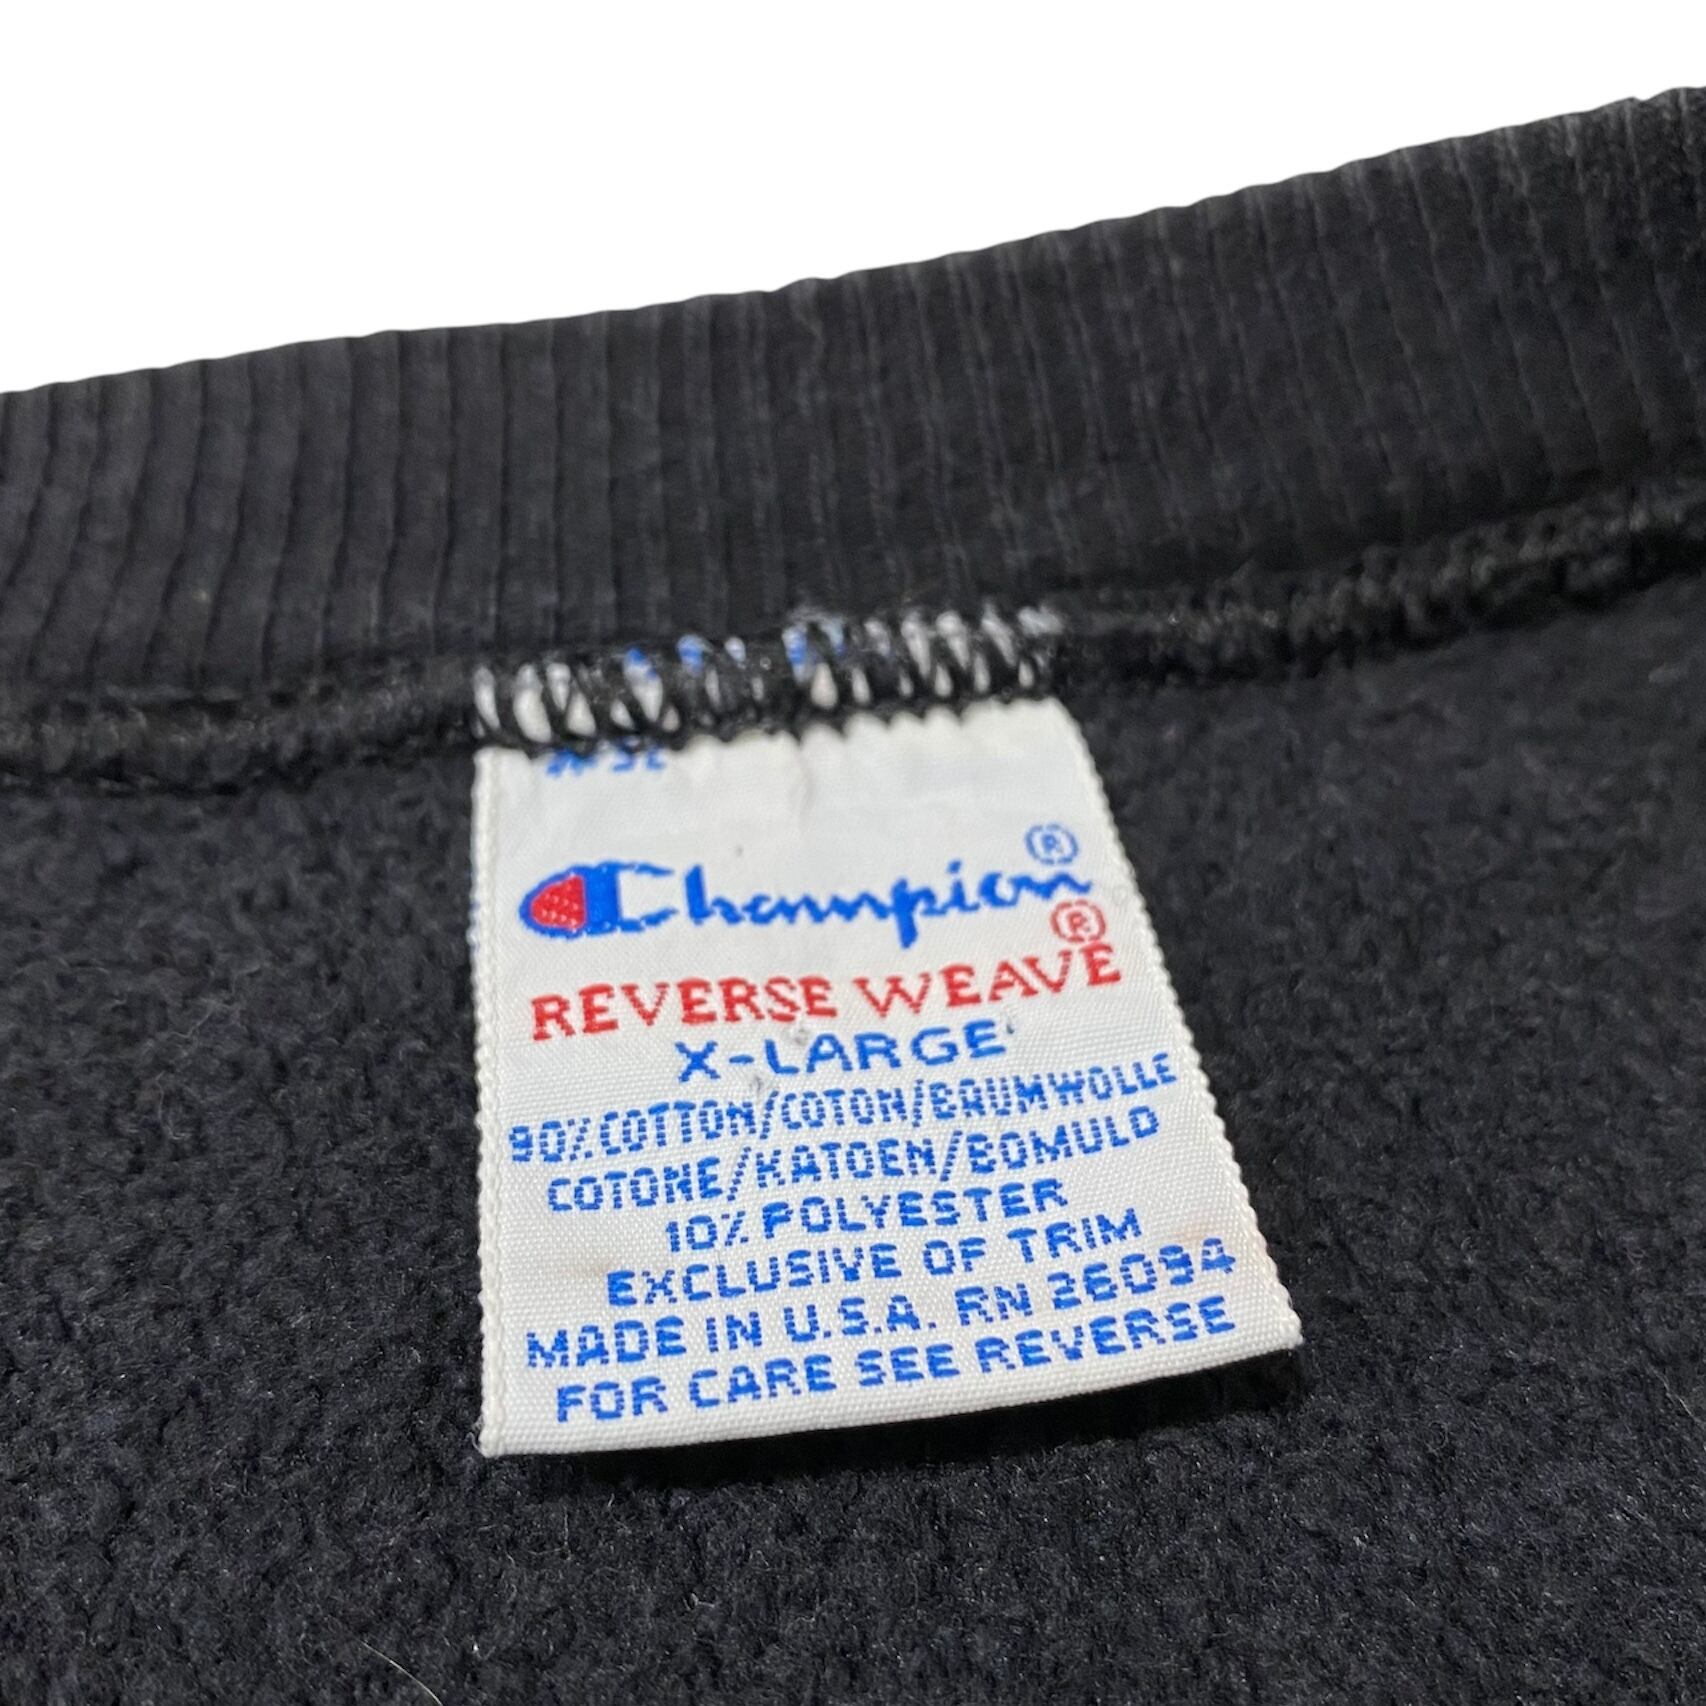 Champion®
REVERSE WEAVE®
X-LARGE
90% COTTON/COTON/BAUMWOLLE
COTONE/KATOEN/BOMULD
10% POLYESTER
EXCLUSIVE OF TRIM
MADE IN U.S.A. RN 26094
FOR CARE SEE REVERSE